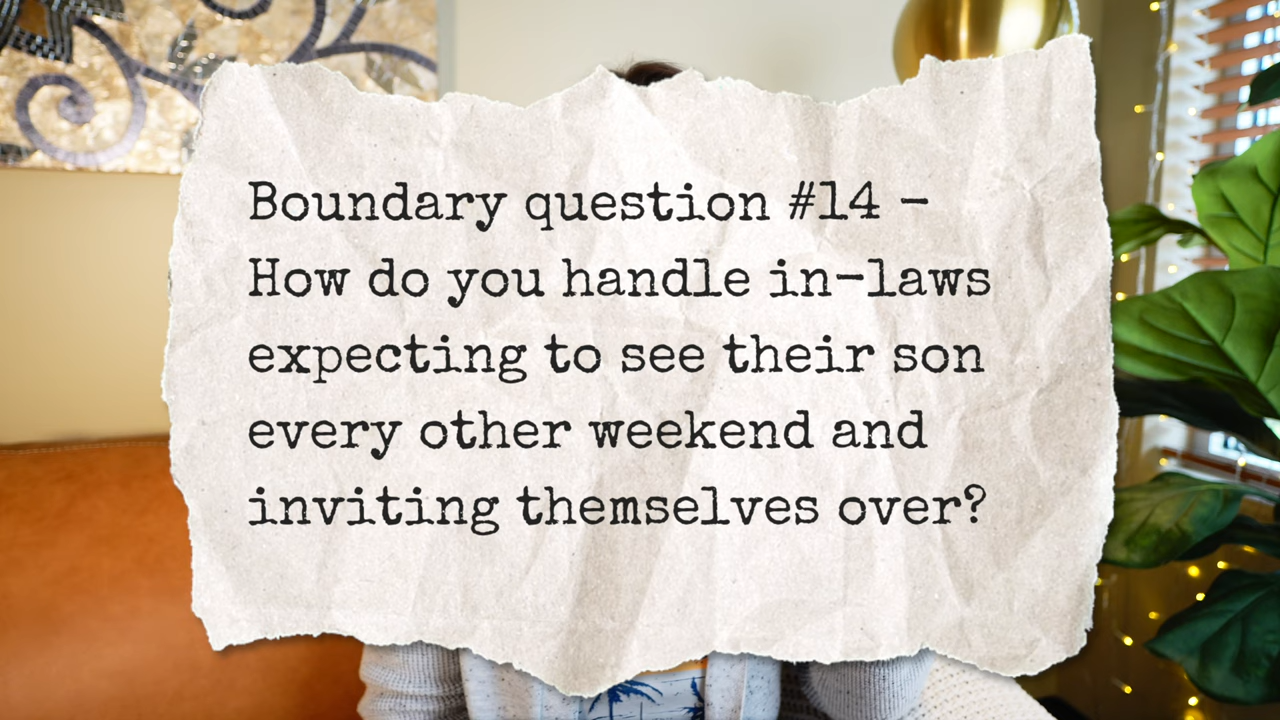 Boundary question #14 -
How do you handle in-laws
expecting to see their son
every other weekend and
inviting themselves over?